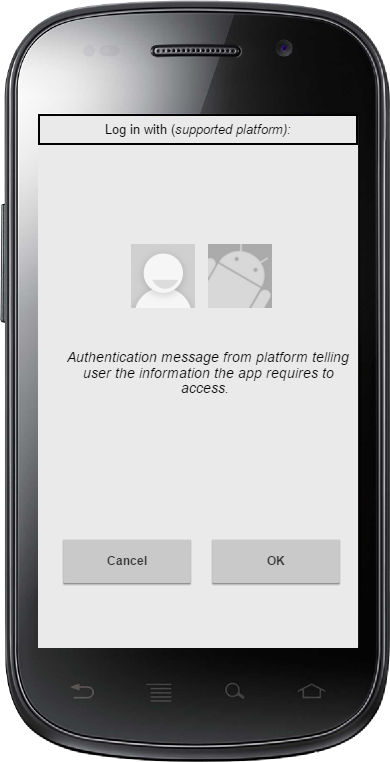 Log in with (supported platform):
Authentication message from platform telling
user the information the app requires to
access.
Cancel
OK